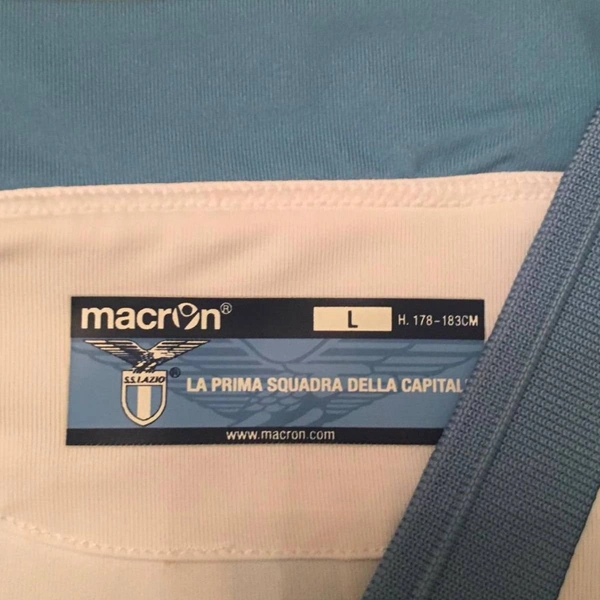 macron®
L H. 178-183CM
S.S.LAZIO ®
LA PRIMA SQUADRA DELLA CAPITAL
www.macron.com